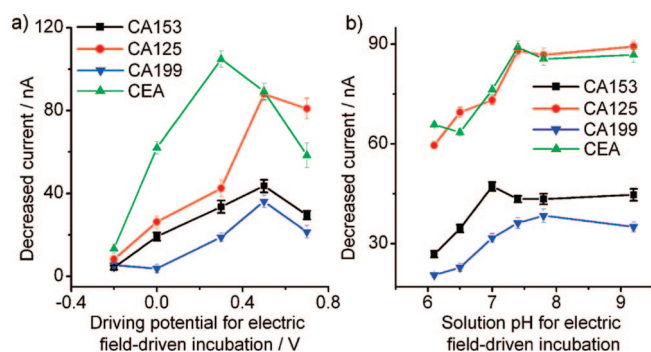 a)
CA153
CA125
CA199
CEA
Decreased current / nA
120
80
40
0
-0.4
0.0
0.4
0.8
Driving potential for electric
field-driven incubation / V
b)
Decreased current / nA
90
60
30
CA153
CA125
CA199
CEA
6
7
8
9
Solution pH for electric
field-driven incubation